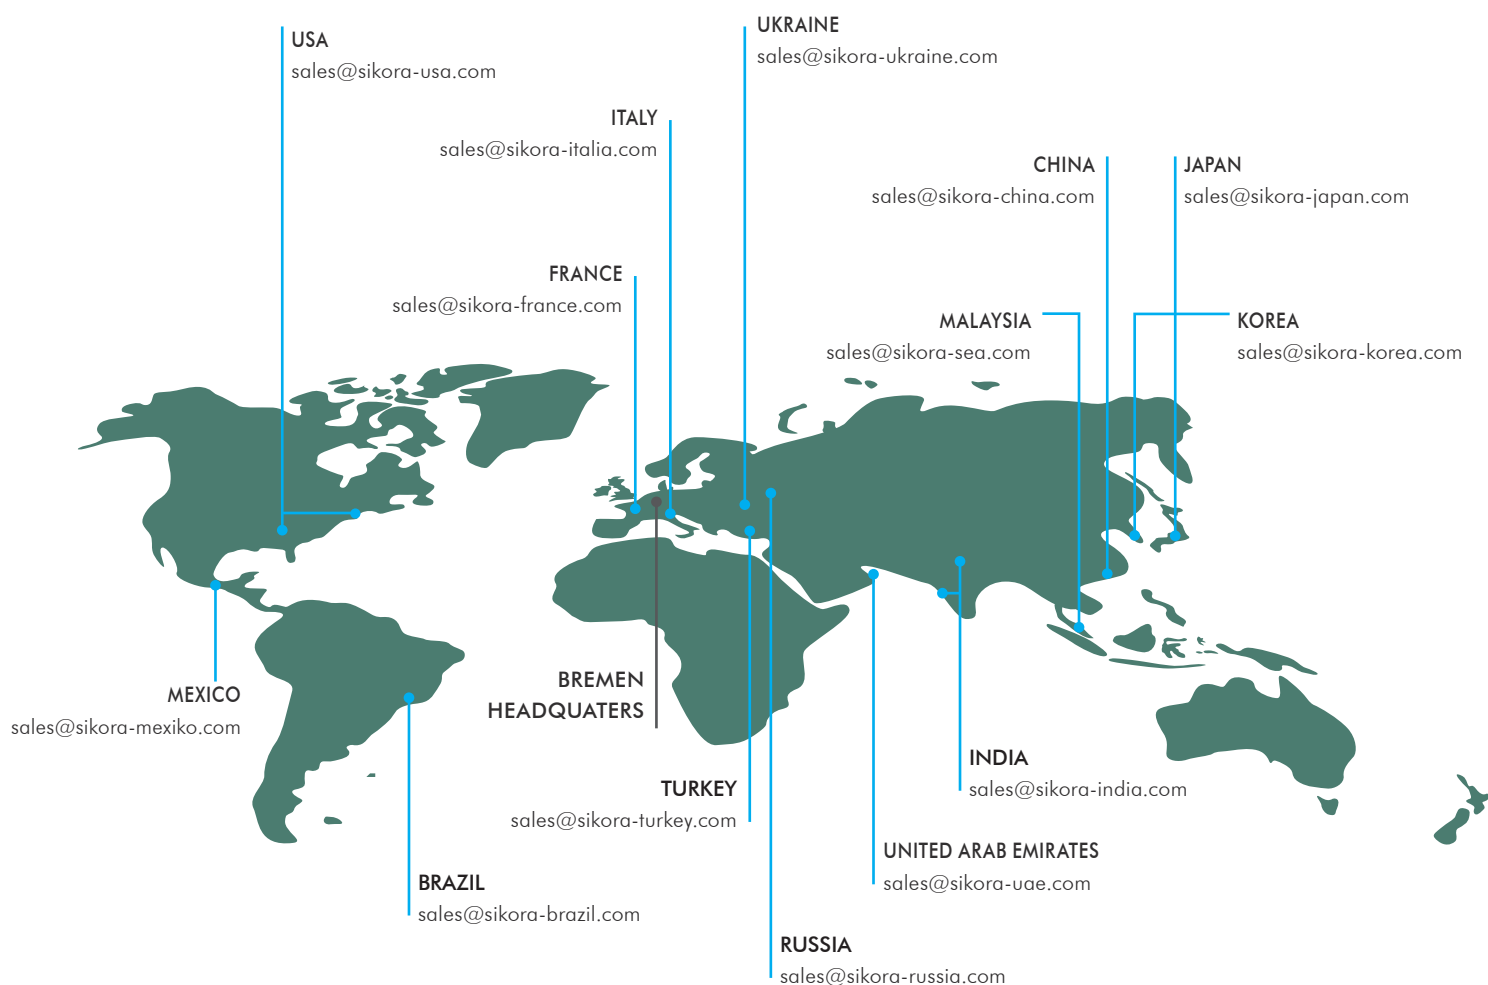 USA
sales@sikora-usa.com
UKRAINE
sales@sikora-ukraine.com
ITALY
sales@sikora-italia.com
CHINA
sales@sikora-china.com
JAPAN
sales@sikora-japan.com
FRANCE
sales@sikora-france.com
MALAYSIA
sales@sikora-sea.com
KOREA
sales@sikora-korea.com
MEXICO
sales@sikora-mexiko.com
BREMEN
HEADQUATERS
TURKEY
sales@sikora-turkey.com
INDIA
sales@sikora-india.com
UNITED ARAB EMIRATES
sales@sikora-uae.com
BRAZIL
sales@sikora-brazil.com
RUSSIA
sales@sikora-russia.com